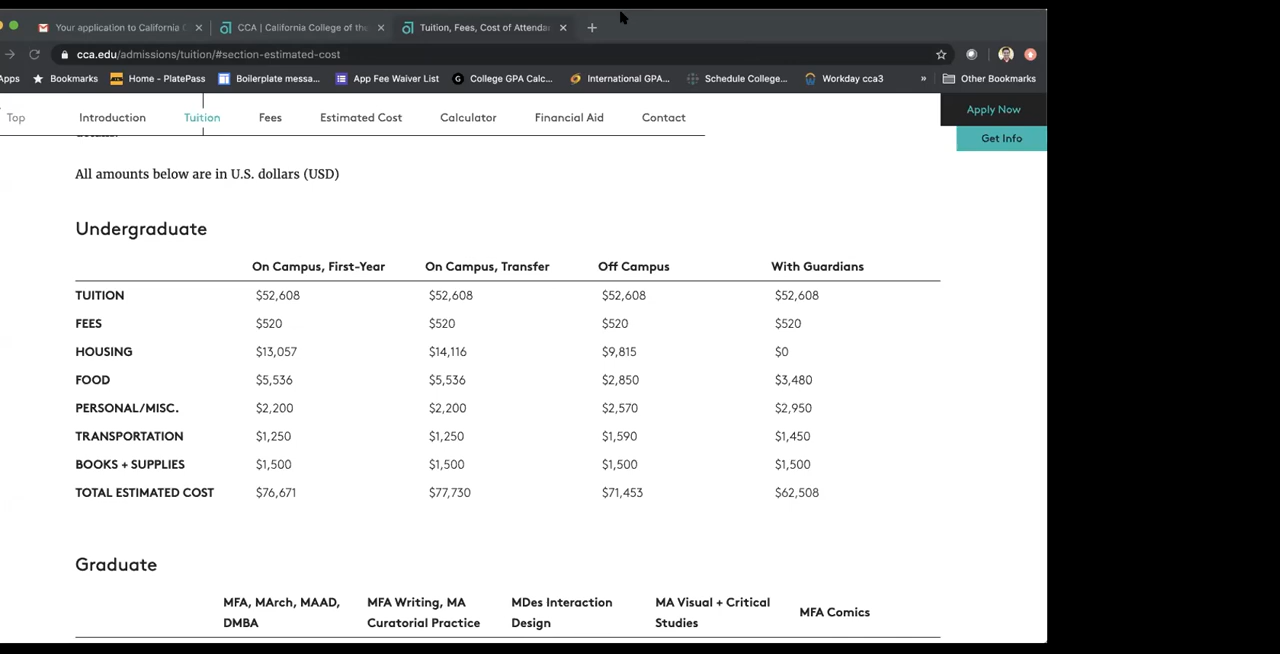 Your application to California C
CCA | California College of the
Tuition, Fees, Cost of Attendan
cca.edu/admissions/tuition/#section-estimated-cost
Apps Bookmarks Home - PlatePass Boilerplate messa... App Fee Waiver List College GPA Calc... International GPA... Schedule College... Workday cca3 » Other Bookmarks
Top Introduction Tuition Fees Estimated Cost Calculator Financial Aid Contact
Apply Now
Get Info
All amounts below are in U.S. dollars (USD)
Undergraduate
On Campus, First-Year On Campus, Transfer Off Campus With Guardians
TUITION $52,608 $52,608 $52,608 $52,608
FEES $520 $520 $520 $520
HOUSING $13,057 $14,116 $9,815 $0
FOOD $5,536 $5,536 $2,850 $3,480
PERSONAL/MISC. $2,200 $2,200 $2,570 $2,950
TRANSPORTATION $1,250 $1,250 $1,590 $1,450
BOOKS + SUPPLIES $1,500 $1,500 $1,500 $1,500
TOTAL ESTIMATED COST $76,671 $77,730 $71,453 $62,508
Graduate
MFA, MArch, MAAD, DMBA
MFA Writing, MA Curatorial Practice
MDes Interaction Design
MA Visual + Critical Studies
MFA Comics